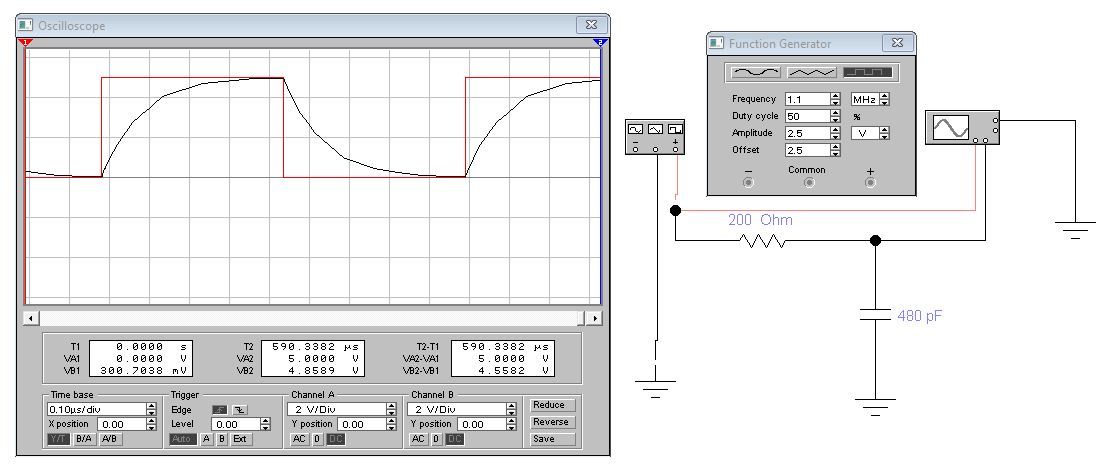 Oscilloscope
1
2
T1 0.0000 s
VA1 0.0000 V
VB1 300.7038 mV
T2 590.3382 µs
VA2 5.0000 V
VB2 4.8589 V
T2-T1 590.3382 µs
VA2-VA1 5.0000 V
VB2-VB1 4.5582 V
Time base
0.10µs/div
X position 0.00
Y/T B/A A/B
Trigger
Edge
Level 0.00
Auto A B Ext
Channel A
2 V/Div
Y position 0.00
AC 0 DC
Channel B
2 V/Div
Y position 0.00
AC 0 DC
Reduce
Reverse
Save
Function Generator
Frequency 1.1 MHz
Duty cycle 50 %
Amplitude 2.5 V
Offset 2.5
− Common +
− +
200 Ohm
480 pF